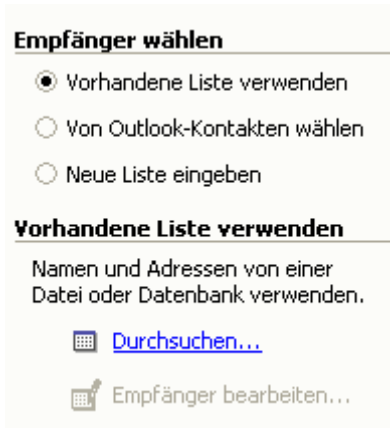 Empfänger wählen
Vorhandene Liste verwenden
Von Outlook-Kontakten wählen
Neue Liste eingeben
Vorhandene Liste verwenden
Namen und Adressen von einer
Datei oder Datenbank verwenden.
Durchsuchen...
Empfänger bearbeiten...